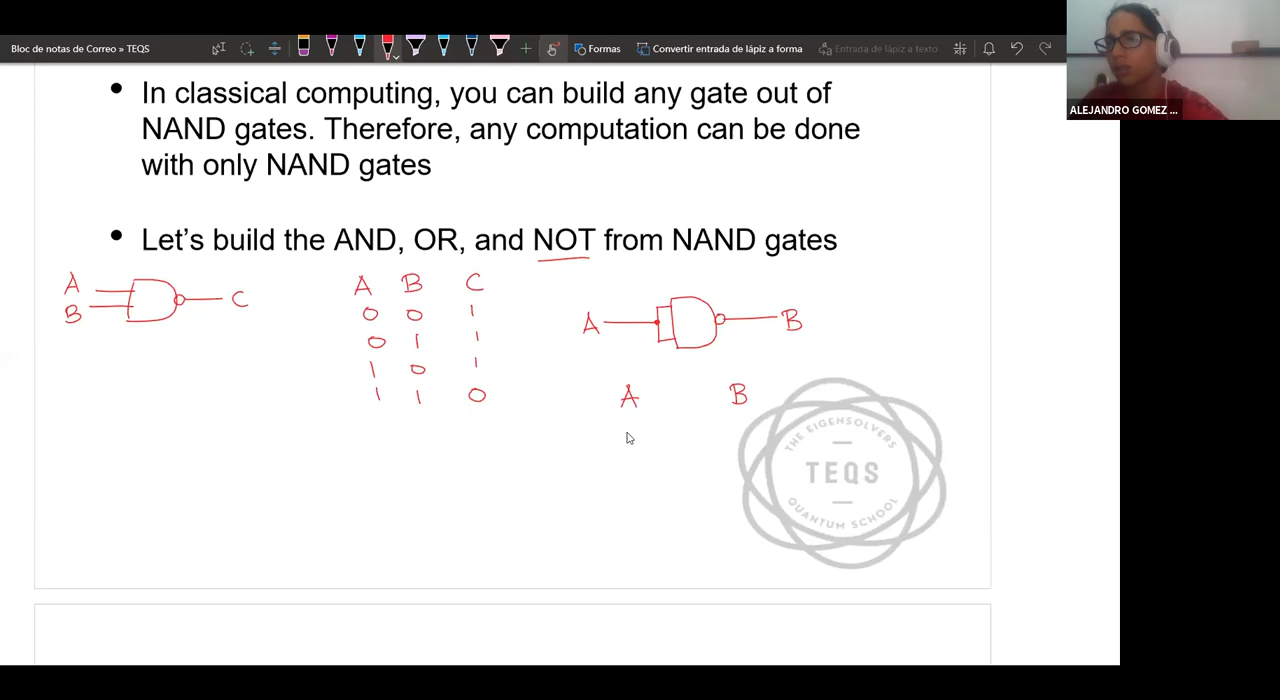 Bloc de notas de Correo » TEQS
Formas
Convertir entrada de lápiz a forma
Entrada de lápiz a texto
ALEJANDRO GOMEZ ...
• In classical computing, you can build any gate out of
NAND gates. Therefore, any computation can be done
with only NAND gates
• Let's build the AND, OR, and NOT from NAND gates
A
B
C
A B C
0 0 1
0 1 1
1 0 1
1 1 0
A B
A B
THE EIGENSOLVERS
TEQS
QUANTUM SCHOOL